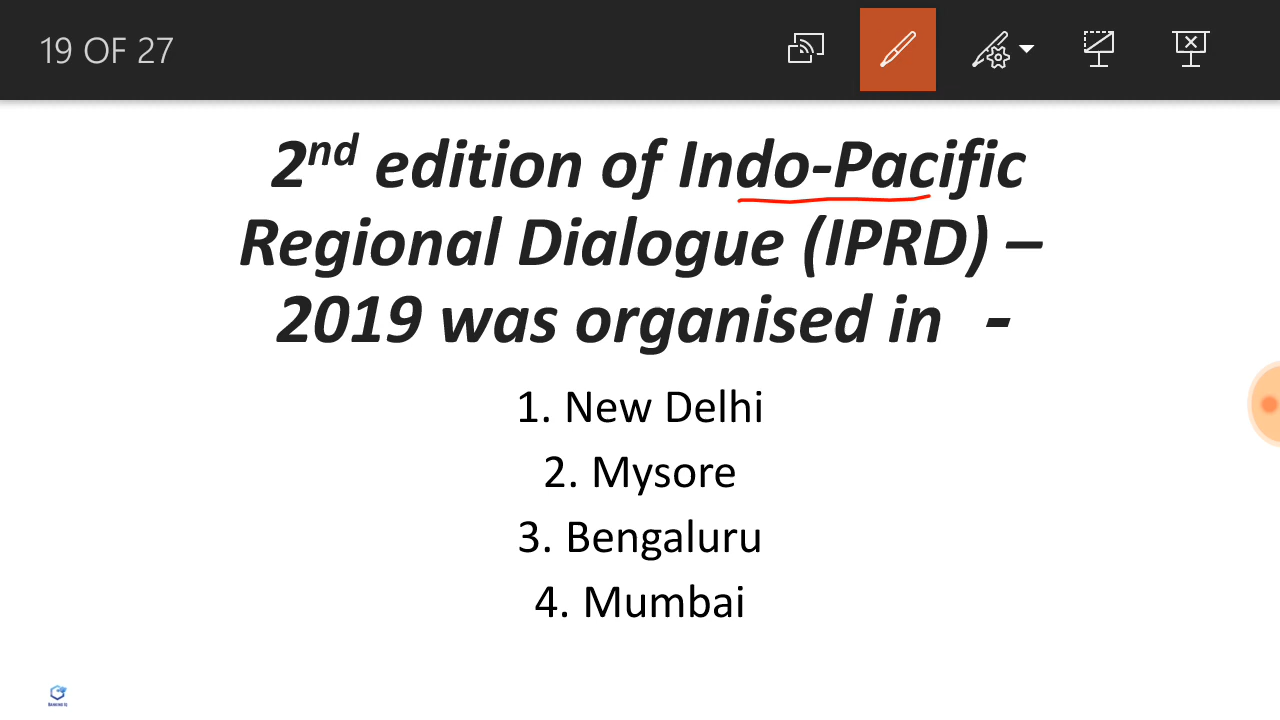 19 OF 27
2nd edition of Indo-Pacific
Regional Dialogue (IPRD) –
2019 was organised in -
1. New Delhi
2. Mysore
3. Bengaluru
4. Mumbai